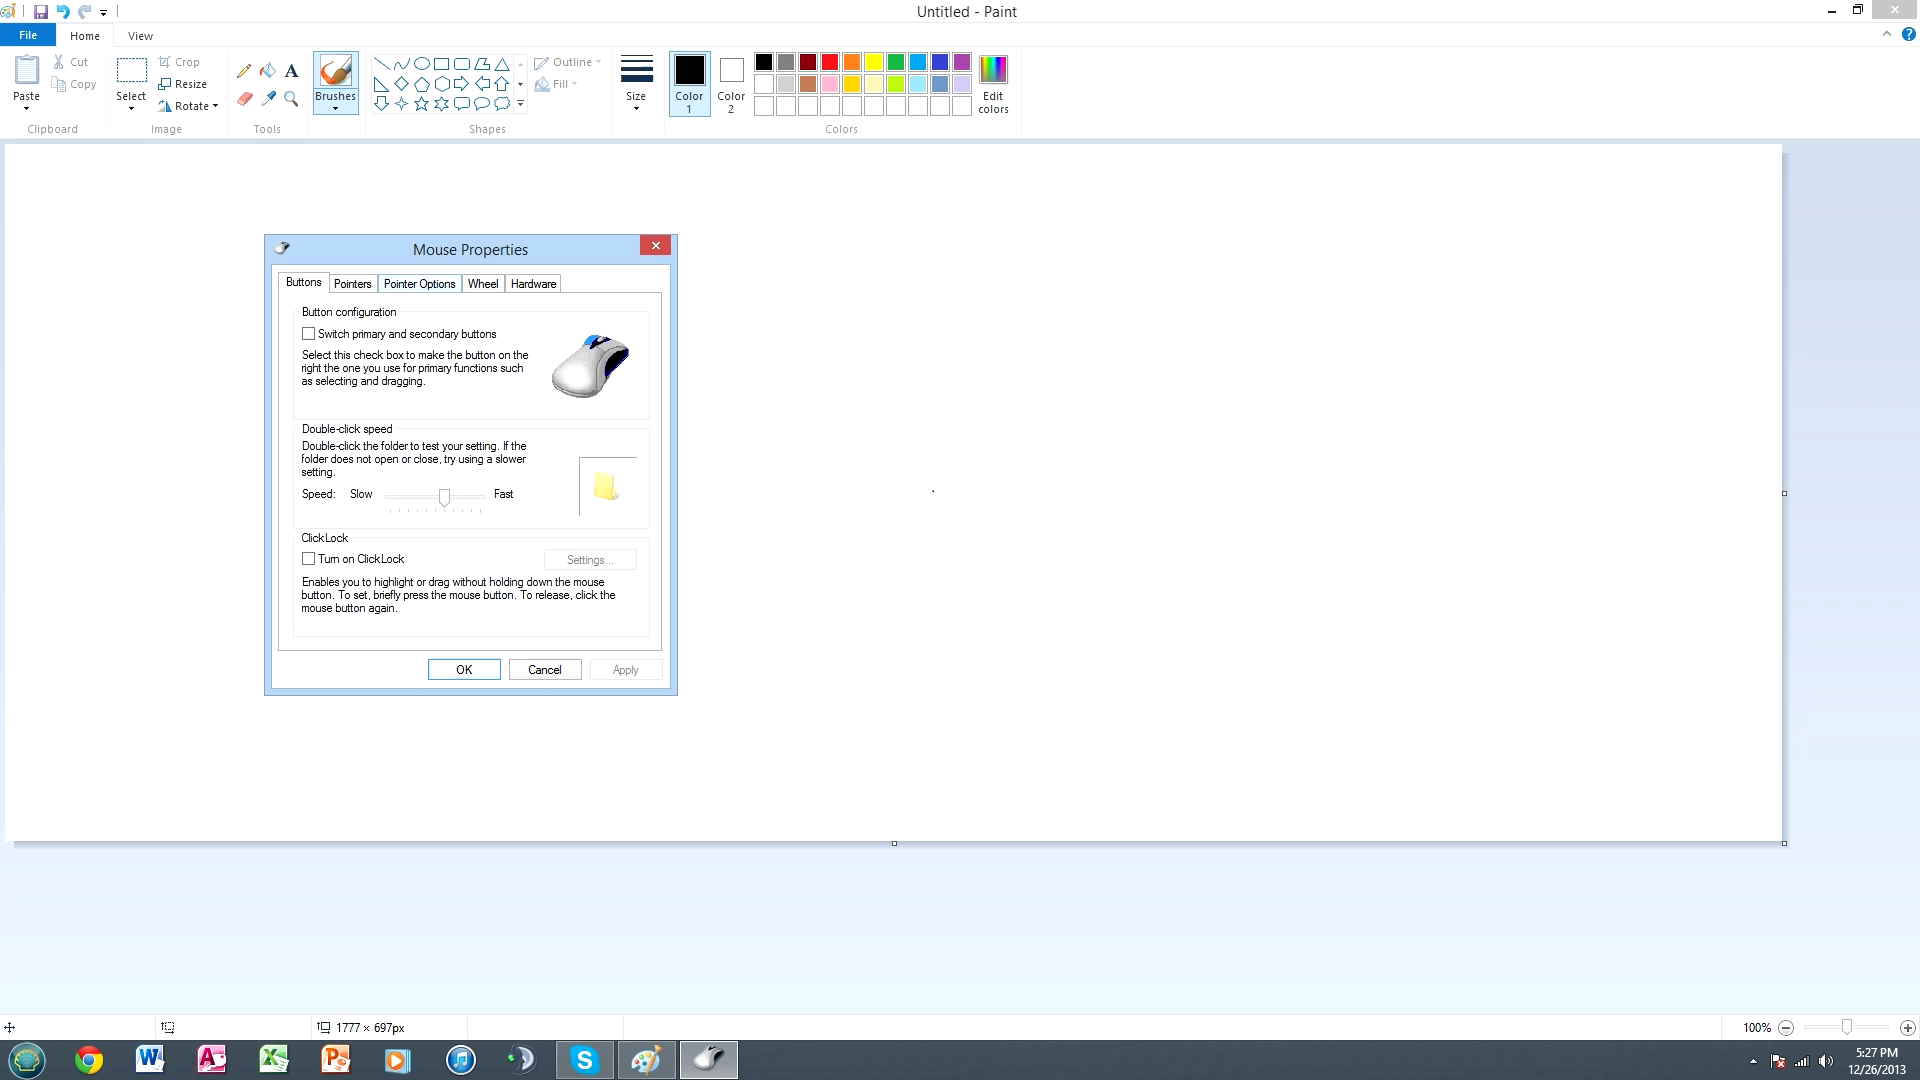 Untitled - Paint
File
Home
View
Paste
Cut
Copy
Clipboard
Select
Crop
Resize
Rotate
Image
A
Tools
Brushes
Outline
Fill
Shapes
Size
Color
1
Color
2
Edit
colors
Colors
Mouse Properties
Buttons
Pointers
Pointer Options
Wheel
Hardware
Button configuration
Switch primary and secondary buttons
Select this check box to make the button on the
right the one you use for primary functions such
as selecting and dragging.
Double-click speed
Double-click the folder to test your setting. If the
folder does not open or close, try using a slower
setting.
Speed: Slow Fast
ClickLock
Turn on ClickLock
Settings...
Enables you to highlight or drag without holding down the mouse
button. To set, briefly press the mouse button. To release, click the
mouse button again.
OK
Cancel
Apply
1777 × 697px
100%
5:27 PM
12/26/2013